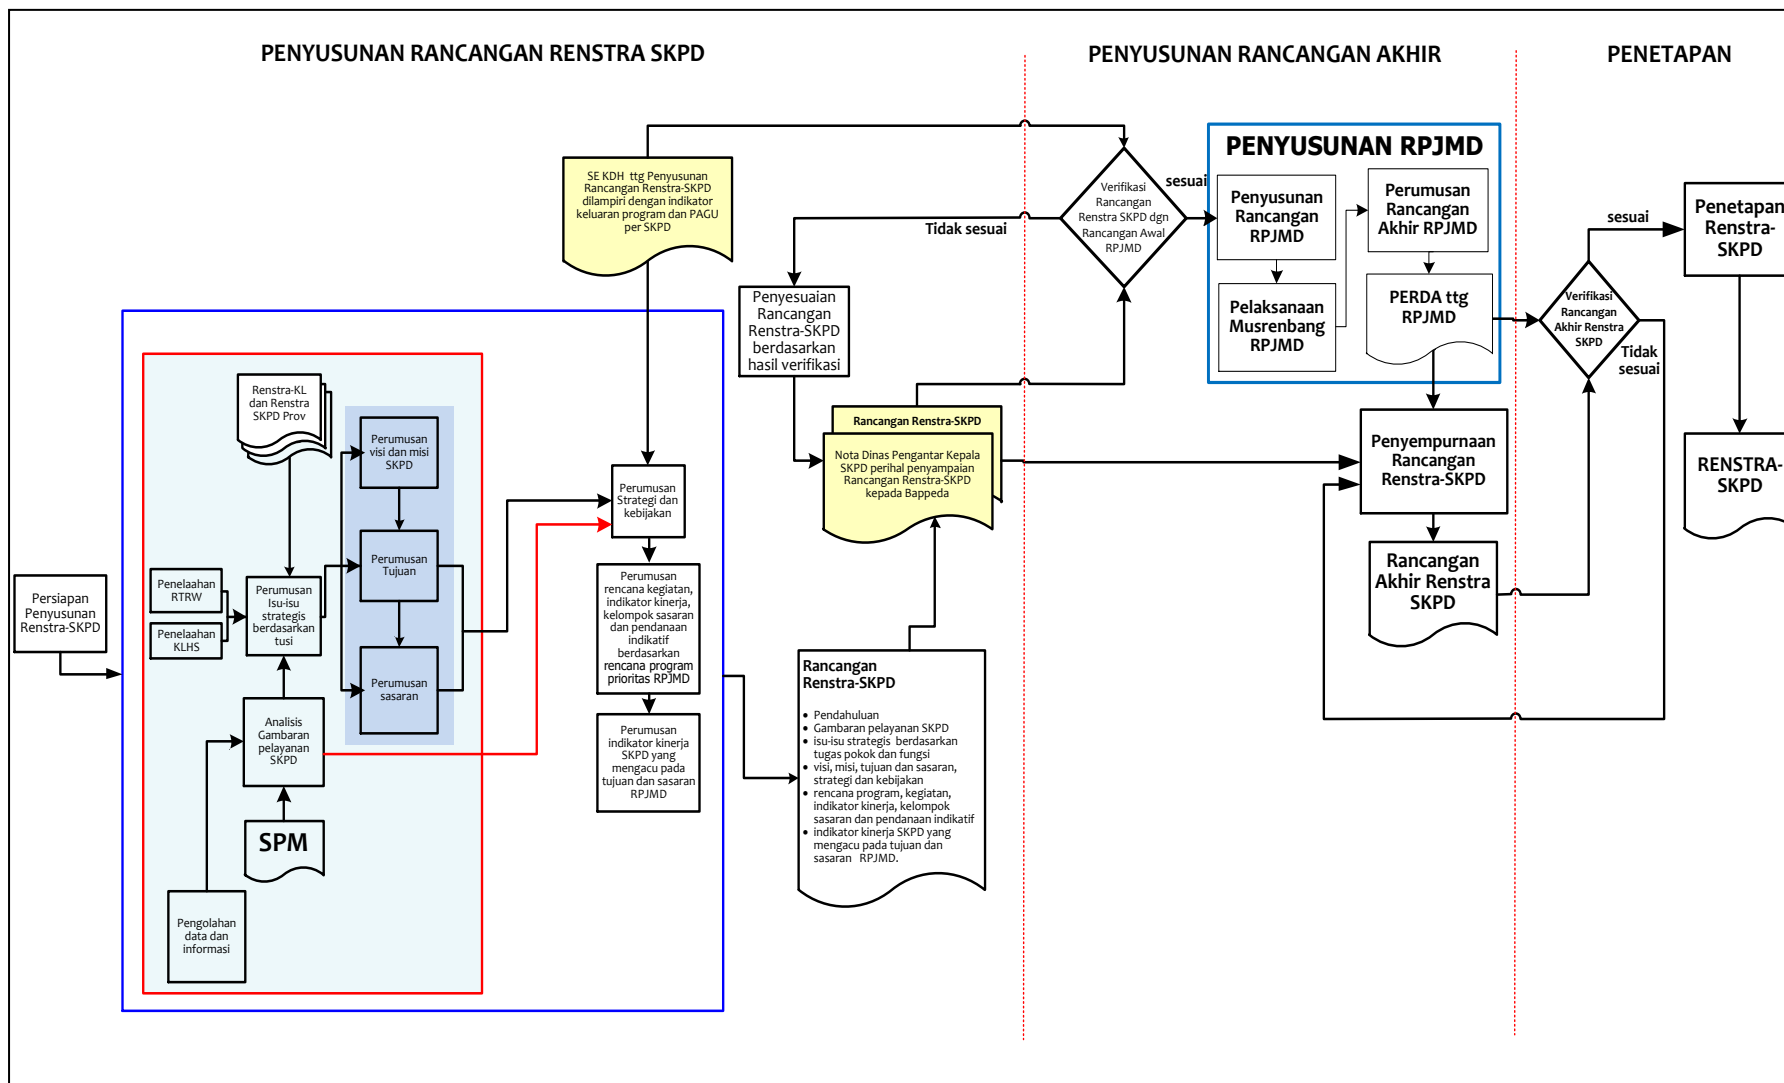 PENYUSUNAN RANCANGAN RENSTRA SKPD
PENYUSUNAN RANCANGAN AKHIR
PENETAPAN
SE KDH ttg Penyusunan
Rancangan Renstra-SKPD
dilampiri dengan indikator
keluaran program dan PAGU
per SKPD
Verifikasi
Rancangan
Renstra SKPD dgn
Rancangan Awal
RPJMD
sesuai
Tidak sesuai
PENYUSUNAN RPJMD
Penyusunan
Rancangan
RPJMD
Perumusan
Rancangan
Akhir RPJMD
Pelaksanaan
Musrenbang
RPJMD
PERDA ttg
RPJMD
sesuai
Penetapan
Renstra-
SKPD
Verifikasi
Rancangan
Akhir Renstra
SKPD
Tidak
sesuai
Penyesuaian
Rancangan
Renstra-SKPD
berdasarkan
hasil verifikasi
Renstra-KL
dan Renstra
SKPD Prov
Perumusan
visi dan misi
SKPD
Rancangan Renstra-SKPD
Nota Dinas Pengantar Kepala
SKPD perihal penyampaian
Rancangan Renstra-SKPD
kepada Bappeda
Penyempurnaan
Rancangan
Renstra-SKPD
RENSTRA-
SKPD
Perumusan
Strategi dan
kebijakan
Perumusan
Tujuan
Persiapan
Penyusunan
Renstra-SKPD
Penelaahan
RTRW
Penelaahan
KLHS
Perumusan
Isu-isu
strategis
berdasarkan
tusi
Perumusan
rencana kegiatan,
indikator kinerja,
kelompok sasaran
dan pendanaan
indikatif
berdasarkan
rencana program
prioritas RPJMD
Rancangan
Akhir Renstra
SKPD
Perumusan
sasaran
Analisis
Gambaran
pelayanan
SKPD
Perumusan
indikator kinerja
SKPD yang
mengacu pada
tujuan dan sasaran
RPJMD
Rancangan
Renstra-SKPD
• Pendahuluan
• Gambaran pelayanan SKPD
• isu-isu strategis berdasarkan
tugas pokok dan fungsi
• visi, misi, tujuan dan sasaran,
strategi dan kebijakan
• rencana program, kegiatan,
indikator kinerja, kelompok
sasaran dan pendanaan indikatif
• indikator kinerja SKPD yang
mengacu pada tujuan dan
sasaran RPJMD.
SPM
Pengolahan
data dan
informasi